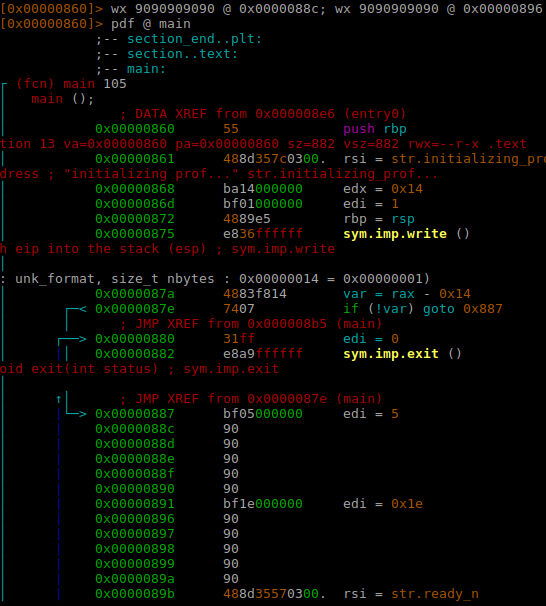 [0x00000860]> wx 9090909090 @ 0x0000088c; wx 9090909090 @ 0x00000896
[0x00000860]> pdf @ main
;-- section_end..plt:
;-- section..text:
;-- main:
(fcn) main 105
main ();
; DATA XREF from 0x000008e6 (entry0)
0x00000860 55 push rbp
tion 13 va=0x00000860 pa=0x00000860 sz=882 vsz=882 rwx=--r-x .text
0x00000861 488d357c0300. rsi = str.initializing_pro
dress ; "initializing prof..." str.initializing_prof...
0x00000868 ba14000000 edx = 0x14
0x0000086d bf01000000 edi = 1
0x00000872 4889e5 rbp = rsp
0x00000875 e836ffffff sym.imp.write ()
h eip into the stack (esp) ; sym.imp.write
: unk_format, size_t nbytes : 0x00000014 = 0x00000001)
0x0000087a 4883f814 var = rax - 0x14
0x0000087e 7407 if (!var) goto 0x887
; JMP XREF from 0x000008b5 (main)
0x00000880 31ff edi = 0
0x00000882 e8a9ffffff sym.imp.exit ()
oid exit(int status) ; sym.imp.exit
; JMP XREF from 0x0000087e (main)
0x00000887 bf05000000 edi = 5
0x0000088c 90
0x0000088d 90
0x0000088e 90
0x0000088f 90
0x00000890 90
0x00000891 bf1e000000 edi = 0x1e
0x00000896 90
0x00000897 90
0x00000898 90
0x00000899 90
0x0000089a 90
0x0000089b 488d35570300. rsi = str.ready_n